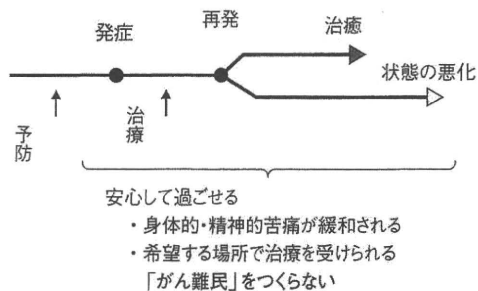 再発
発症
治癒
状態の悪化
予防
治療
安心して過ごせる
・身体的・精神的苦痛が緩和される
・希望する場所で治療を受けられる
「がん難民」をつくらない